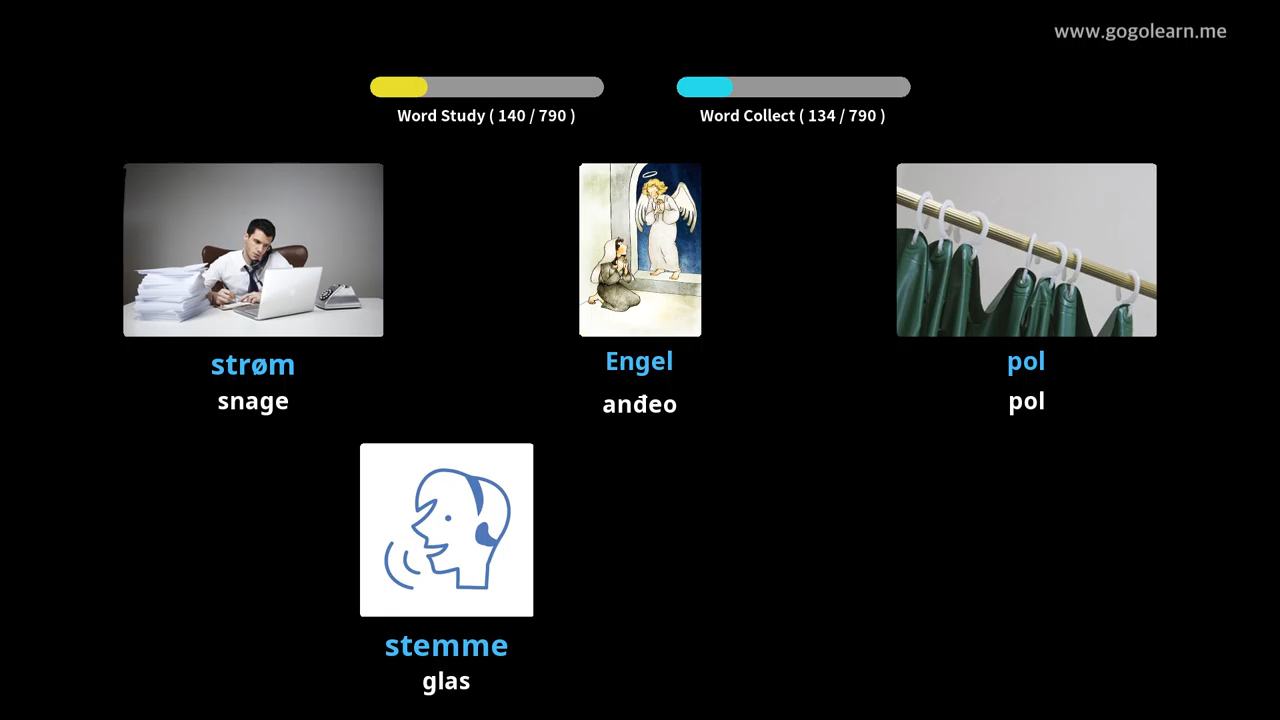 www.gogolearn.me
Word Study ( 140 / 790 )
Word Collect ( 134 / 790 )
strøm
snage
Engel
anđeo
pol
pol
stemme
glas